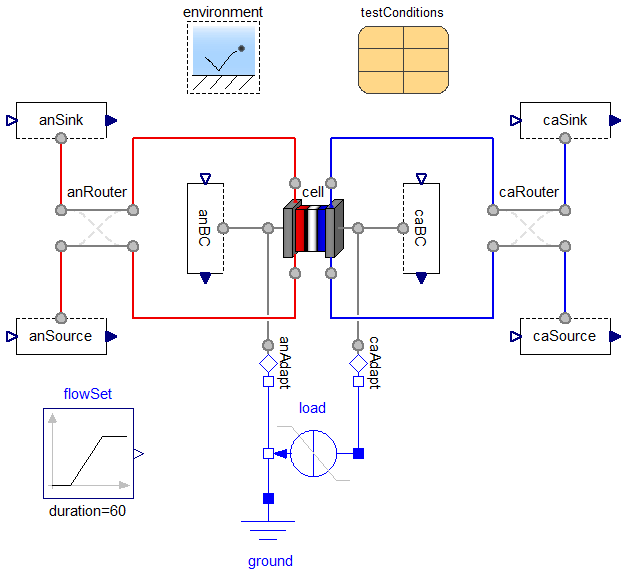 environment
testConditions
anSink
caSink
anRouter
cell
caRouter
anBC
caBC
anSource
caSource
anAdapt
caAdapt
flowSet
load
duration=60
ground